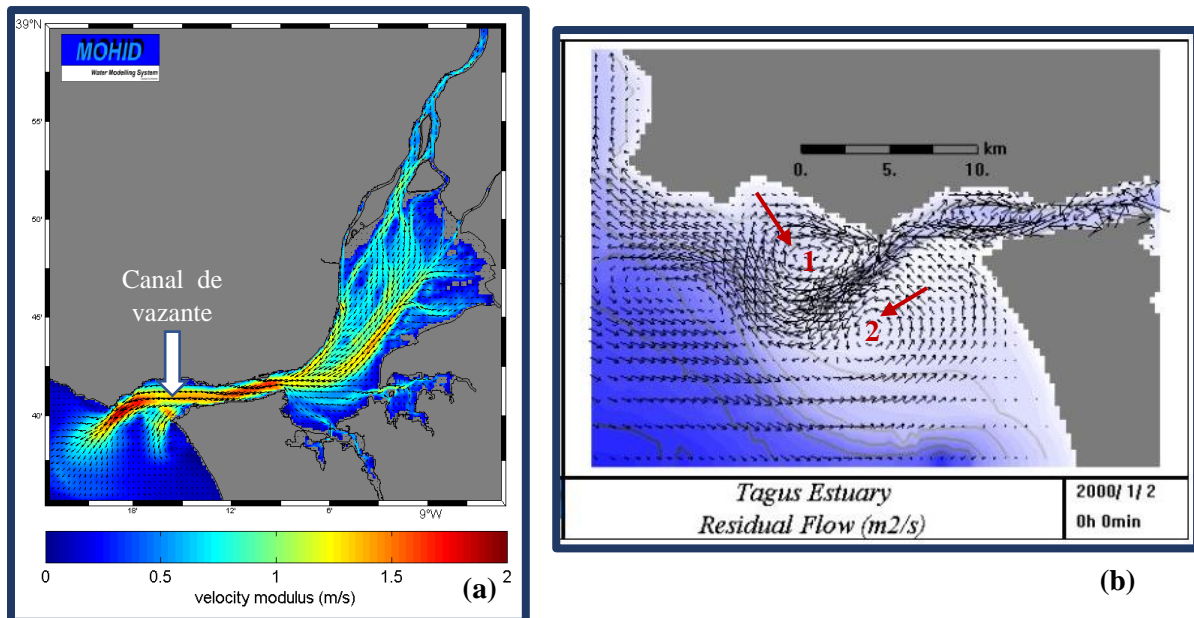 39°N
MOHID
Water Modelling System
55'
50'
45'
40'
Canal de
vazante
18'
12'
6'
9°W
0 0.5 1 1.5 2
velocity modulus (m/s)
(a)
(b)
km
0. 5. 10.
1
2
Tagus Estuary
Residual Flow (m2/s)
2000/ 1/ 2
0h 0min